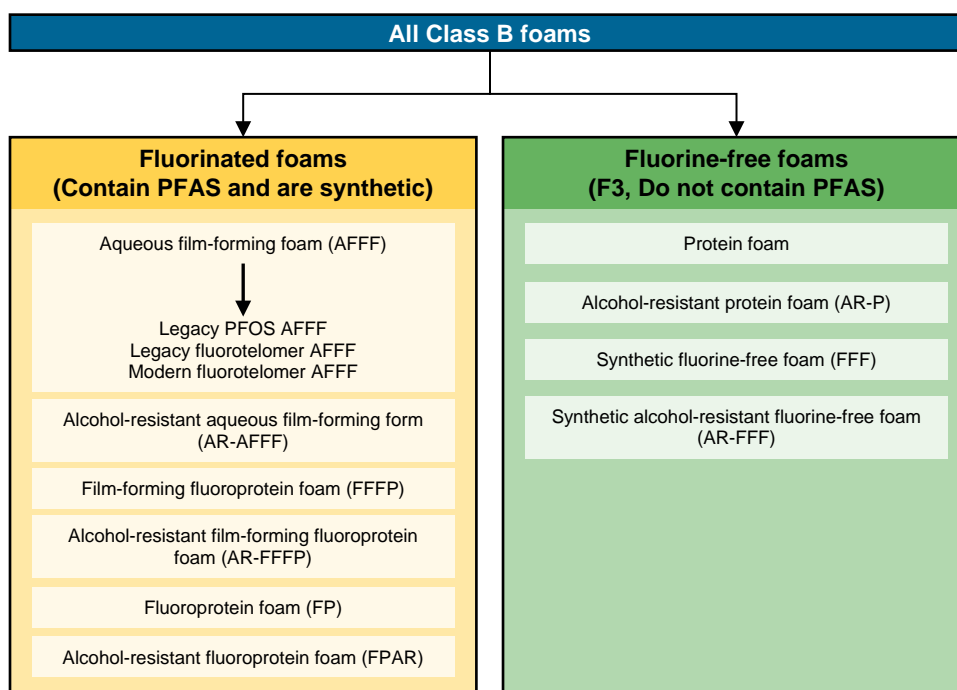 All Class B foams
Fluorinated foams
(Contain PFAS and are synthetic)
Aqueous film-forming foam (AFFF)
Legacy PFOS AFFF
Legacy fluorotelomer AFFF
Modern fluorotelomer AFFF
Alcohol-resistant aqueous film-forming form
(AR-AFFF)
Film-forming fluoroprotein foam (FFFP)
Alcohol-resistant film-forming fluoroprotein
foam (AR-FFFP)
Fluoroprotein foam (FP)
Alcohol-resistant fluoroprotein foam (FPAR)
Fluorine-free foams
(F3, Do not contain PFAS)
Protein foam
Alcohol-resistant protein foam (AR-P)
Synthetic fluorine-free foam (FFF)
Synthetic alcohol-resistant fluorine-free foam
(AR-FFF)